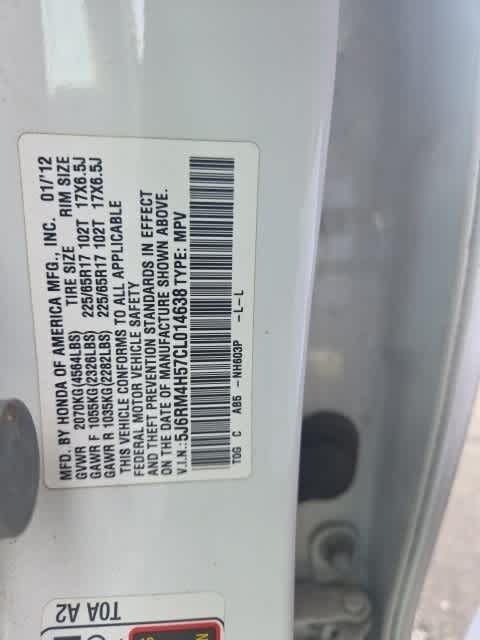 MFD. BY HONDA OF AMERICA MFG., INC. 01/'12
GVWR 2070KG(4564LBS) TIRE SIZE RIM SIZE
GAWR F 1055KG(2326LBS) 225/65R17 102T 17X6.5J
GAWR R 1035KG(2282LBS) 225/65R17 102T 17X6.5J
THIS VEHICLE CONFORMS TO ALL APPLICABLE
FEDERAL MOTOR VEHICLE SAFETY
AND THEFT PREVENTION STANDARDS IN EFFECT
ON THE DATE OF MANUFACTURE SHOWN ABOVE.
V.I.N.:5J6RM4H57CL014638 TYPE: MPV
T0G C AB5 -NH603P -L-L
T0A A2